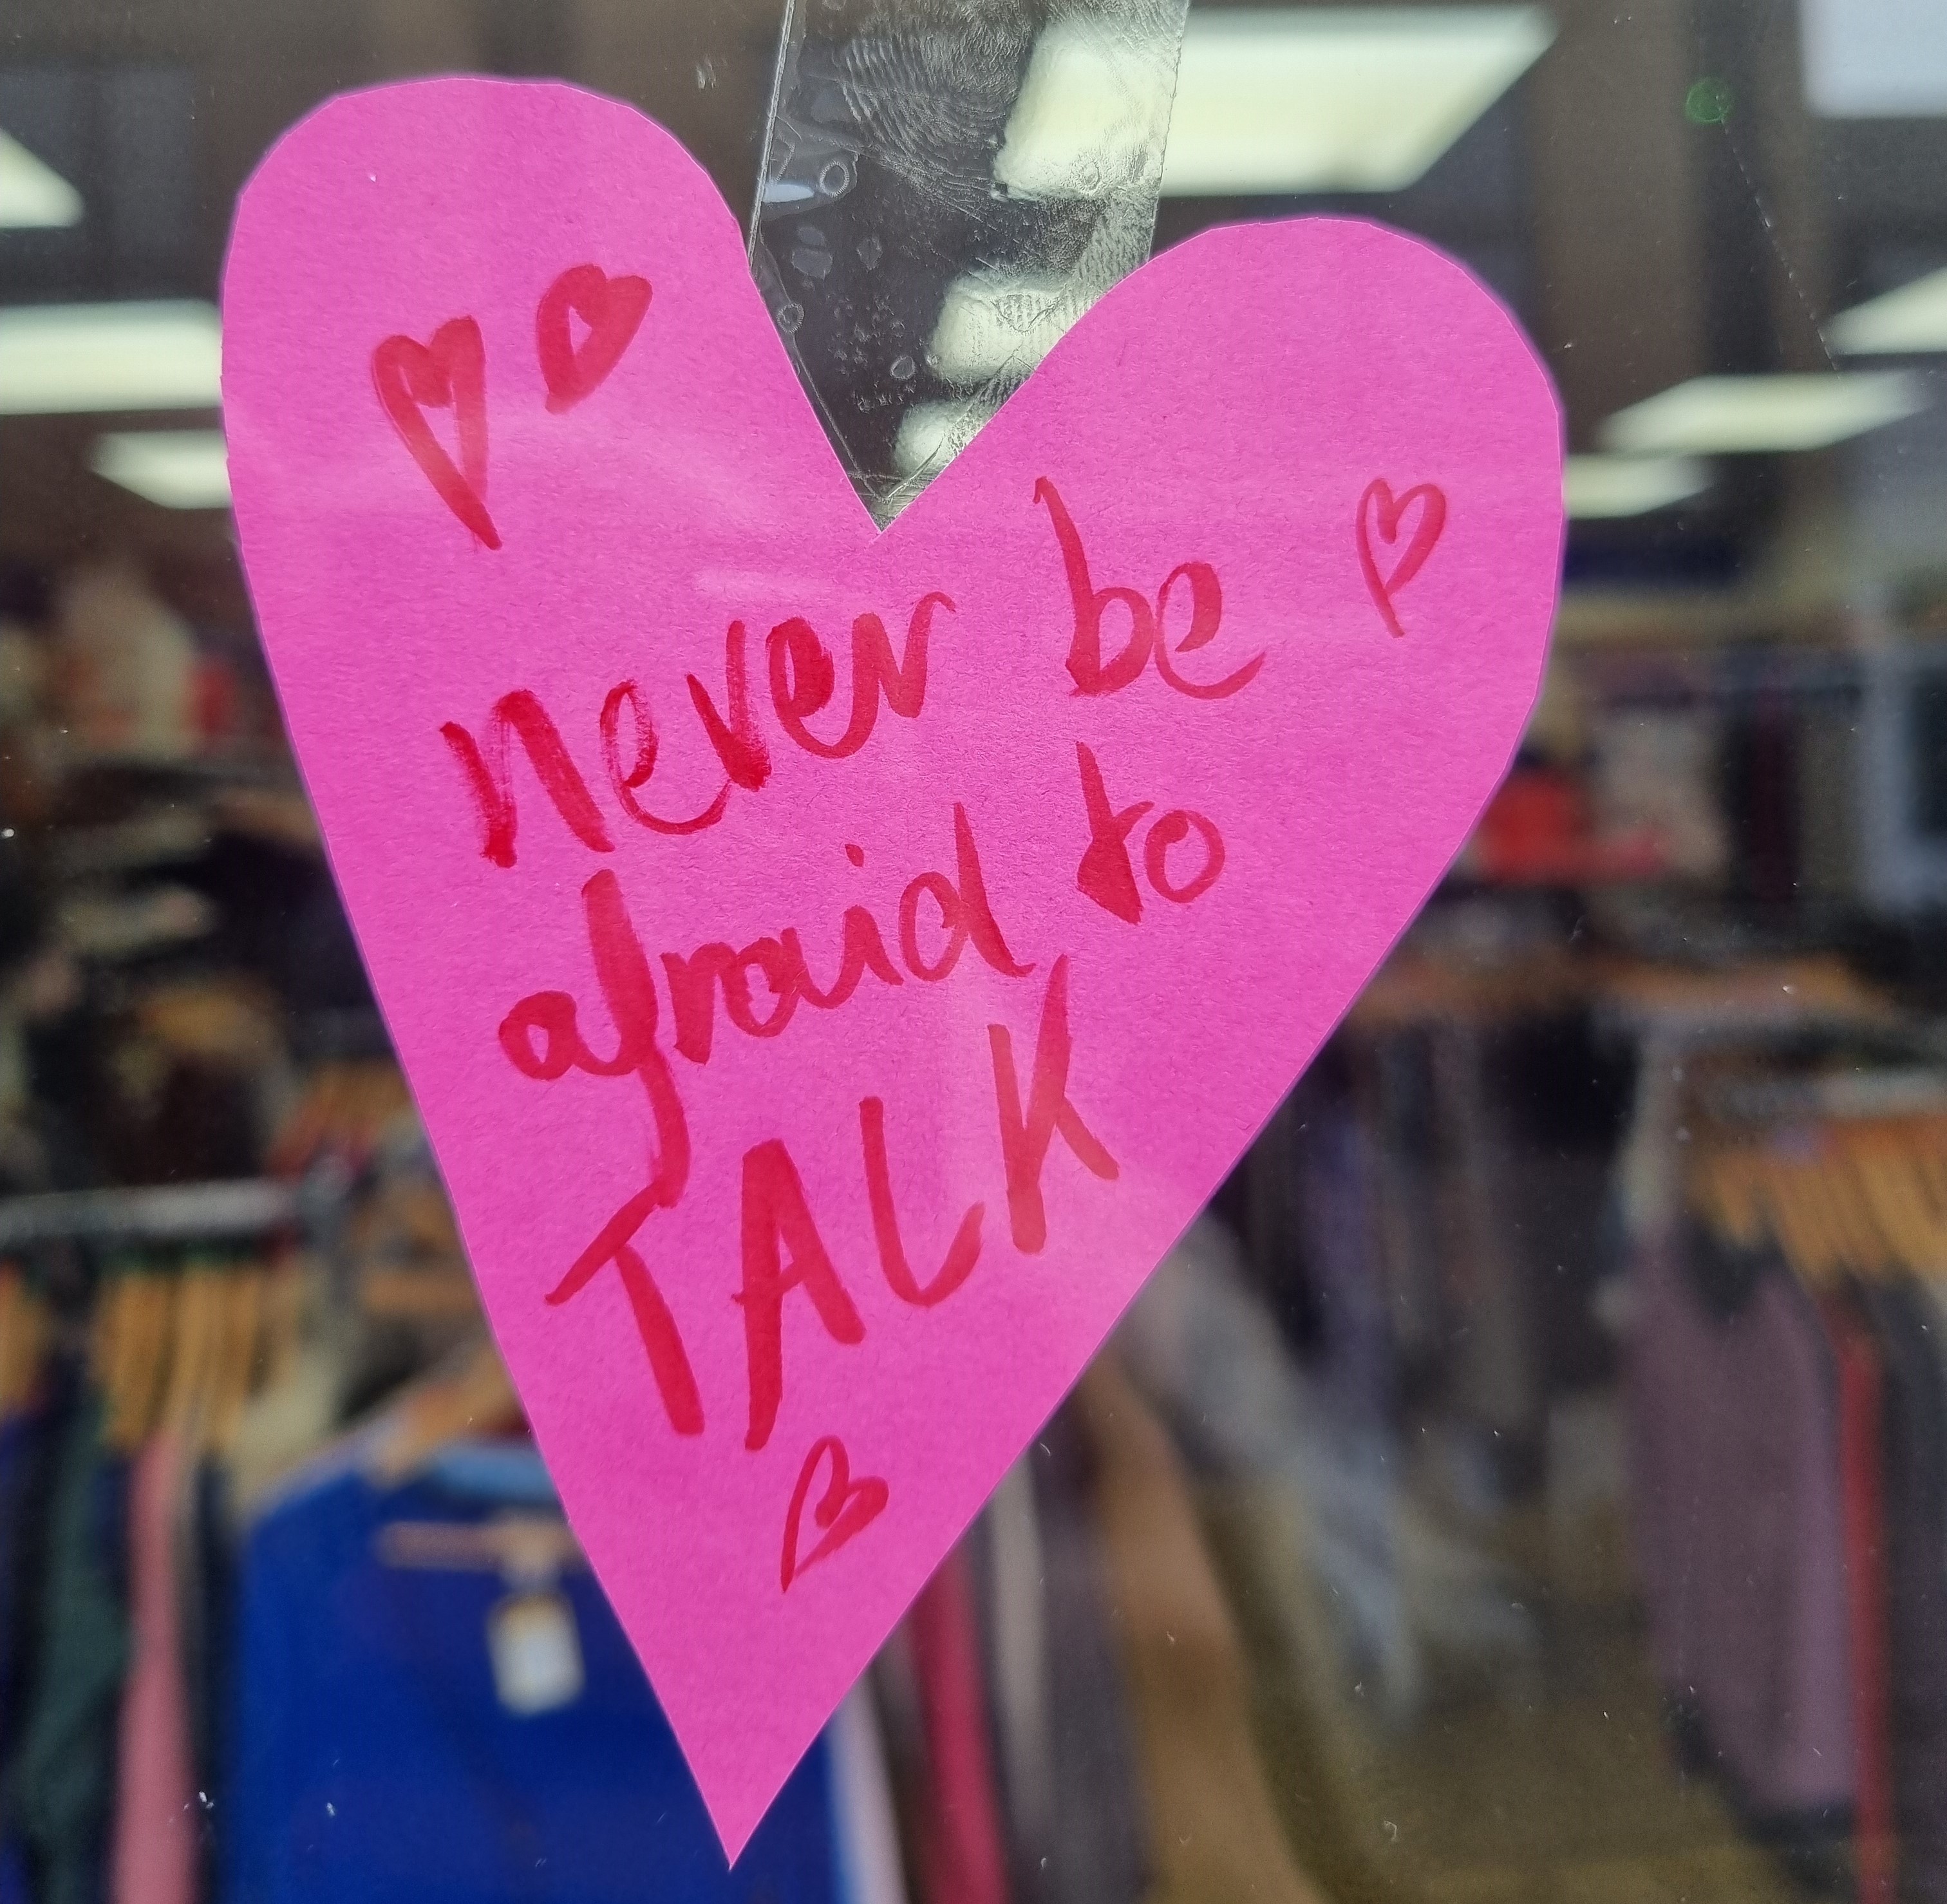 never be
afraid to
TALK